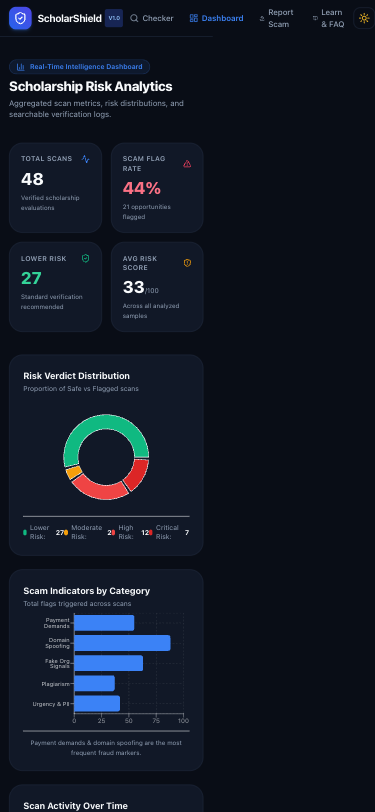 ScholarShield V1.0 Checker Dashboard Report Scam Learn & FAQ
Real-Time Intelligence Dashboard
Scholarship Risk Analytics
Aggregated scan metrics, risk distributions, and
searchable verification logs.
TOTAL SCANS
48
Verified scholarship
evaluations
SCAM FLAG
RATE
44%
21 opportunities
flagged
LOWER RISK
27
Standard verification
recommended
AVG RISK
SCORE
33/100
Across all analyzed
samples
Risk Verdict Distribution
Proportion of Safe vs Flagged scans
Lower Risk: 27
Moderate Risk: 2
High Risk: 12
Critical Risk: 7
Scam Indicators by Category
Total flags triggered across scans
Payment
Demands
Domain
Spoofing
Fake Org
Signals
Plagiarism
Urgency & PII
0 25 50 75 100
Payment demands & domain spoofing are the most
frequent fraud markers.
Scan Activity Over Time